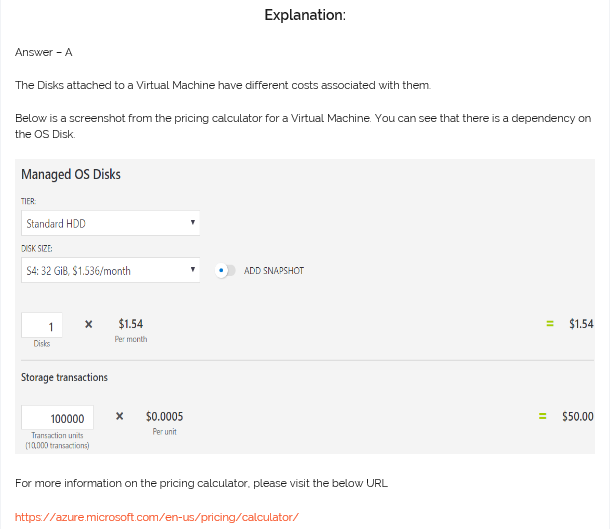 Explanation:
Answer – A
The Disks attached to a Virtual Machine have different costs associated with them.
Below is a screenshot from the pricing calculator for a Virtual Machine. You can see that there is a dependency on
the OS Disk.
Managed OS Disks
TIER:
Standard HDD
DISK SIZE:
S4: 32 GiB, $1.536/month
ADD SNAPSHOT
1 × $1.54 = $1.54
Disks Per month
Storage transactions
100000 × $0.0005 = $50.00
Transaction units Per unit
(10,000 transactions)
For more information on the pricing calculator, please visit the below URL
https://azure.microsoft.com/en-us/pricing/calculator/